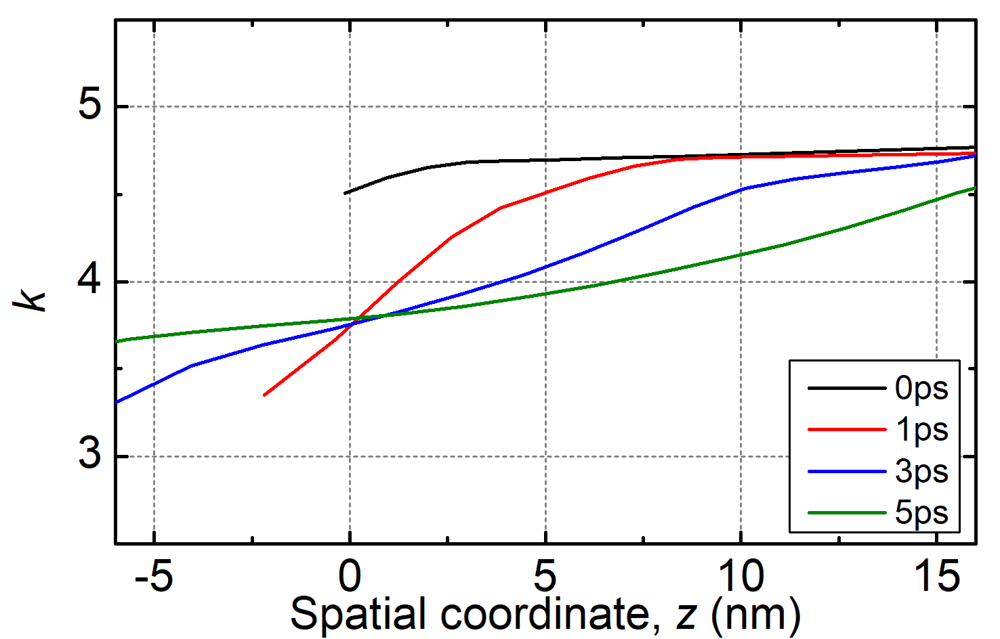 5
4
3
k
-5 0 5 10 15
Spatial coordinate, z (nm)
0ps
1ps
3ps
5ps